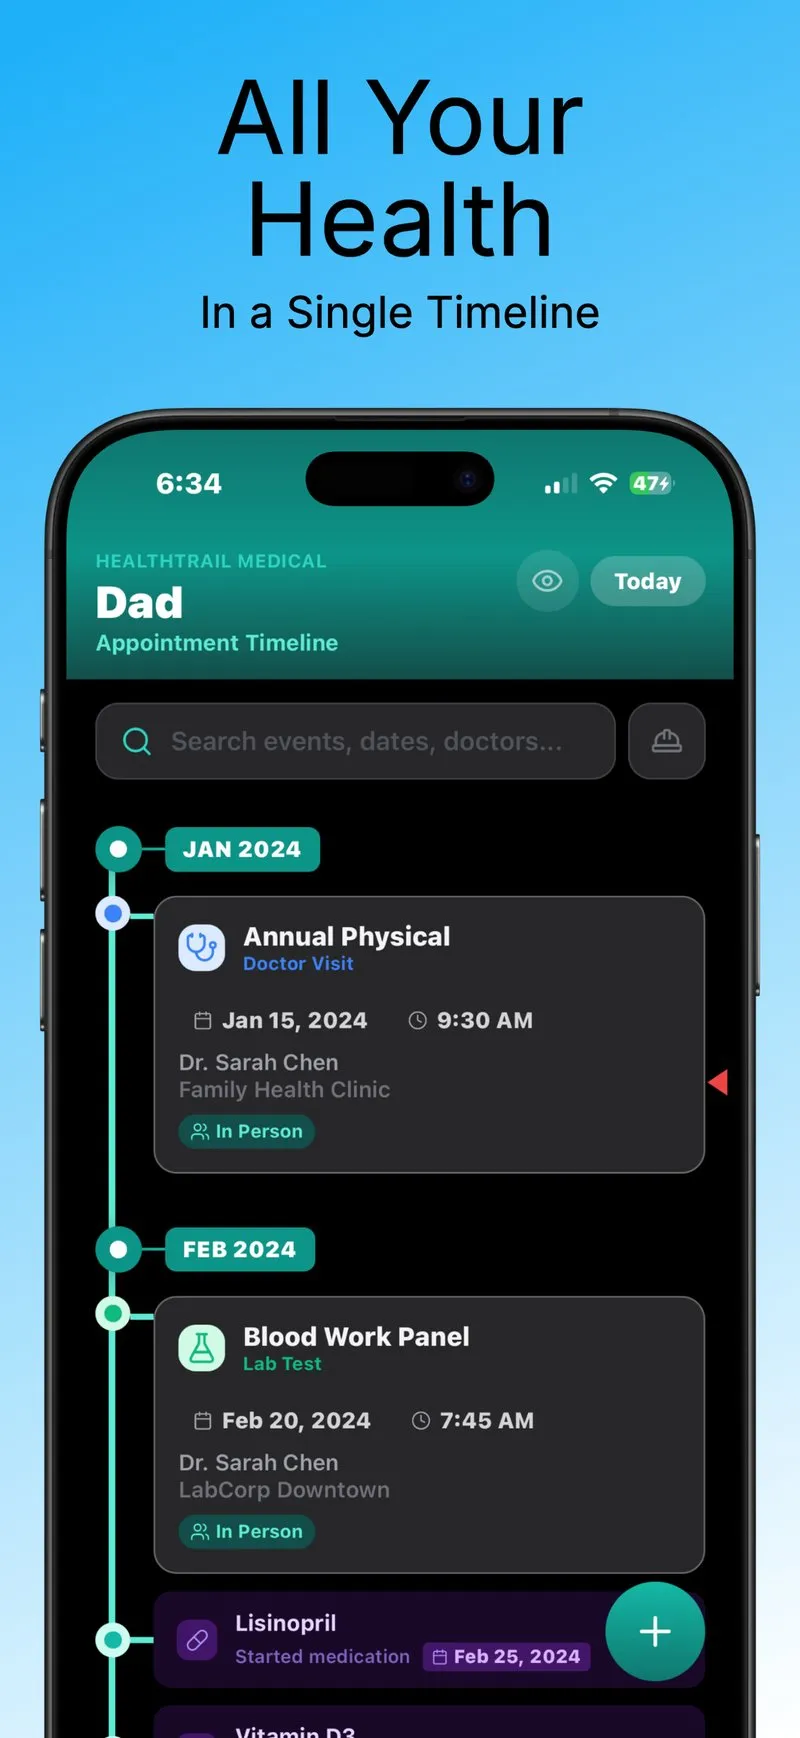 All Your
Health
In a Single Timeline
6:34
47
HEALTHTRAIL MEDICAL
Dad
Appointment Timeline
Today
Search events, dates, doctors...
JAN 2024
Annual Physical
Doctor Visit
Jan 15, 2024 9:30 AM
Dr. Sarah Chen
Family Health Clinic
In Person
FEB 2024
Blood Work Panel
Lab Test
Feb 20, 2024 7:45 AM
Dr. Sarah Chen
LabCorp Downtown
In Person
Lisinopril
Started medication Feb 25, 2024
Vitamin D3